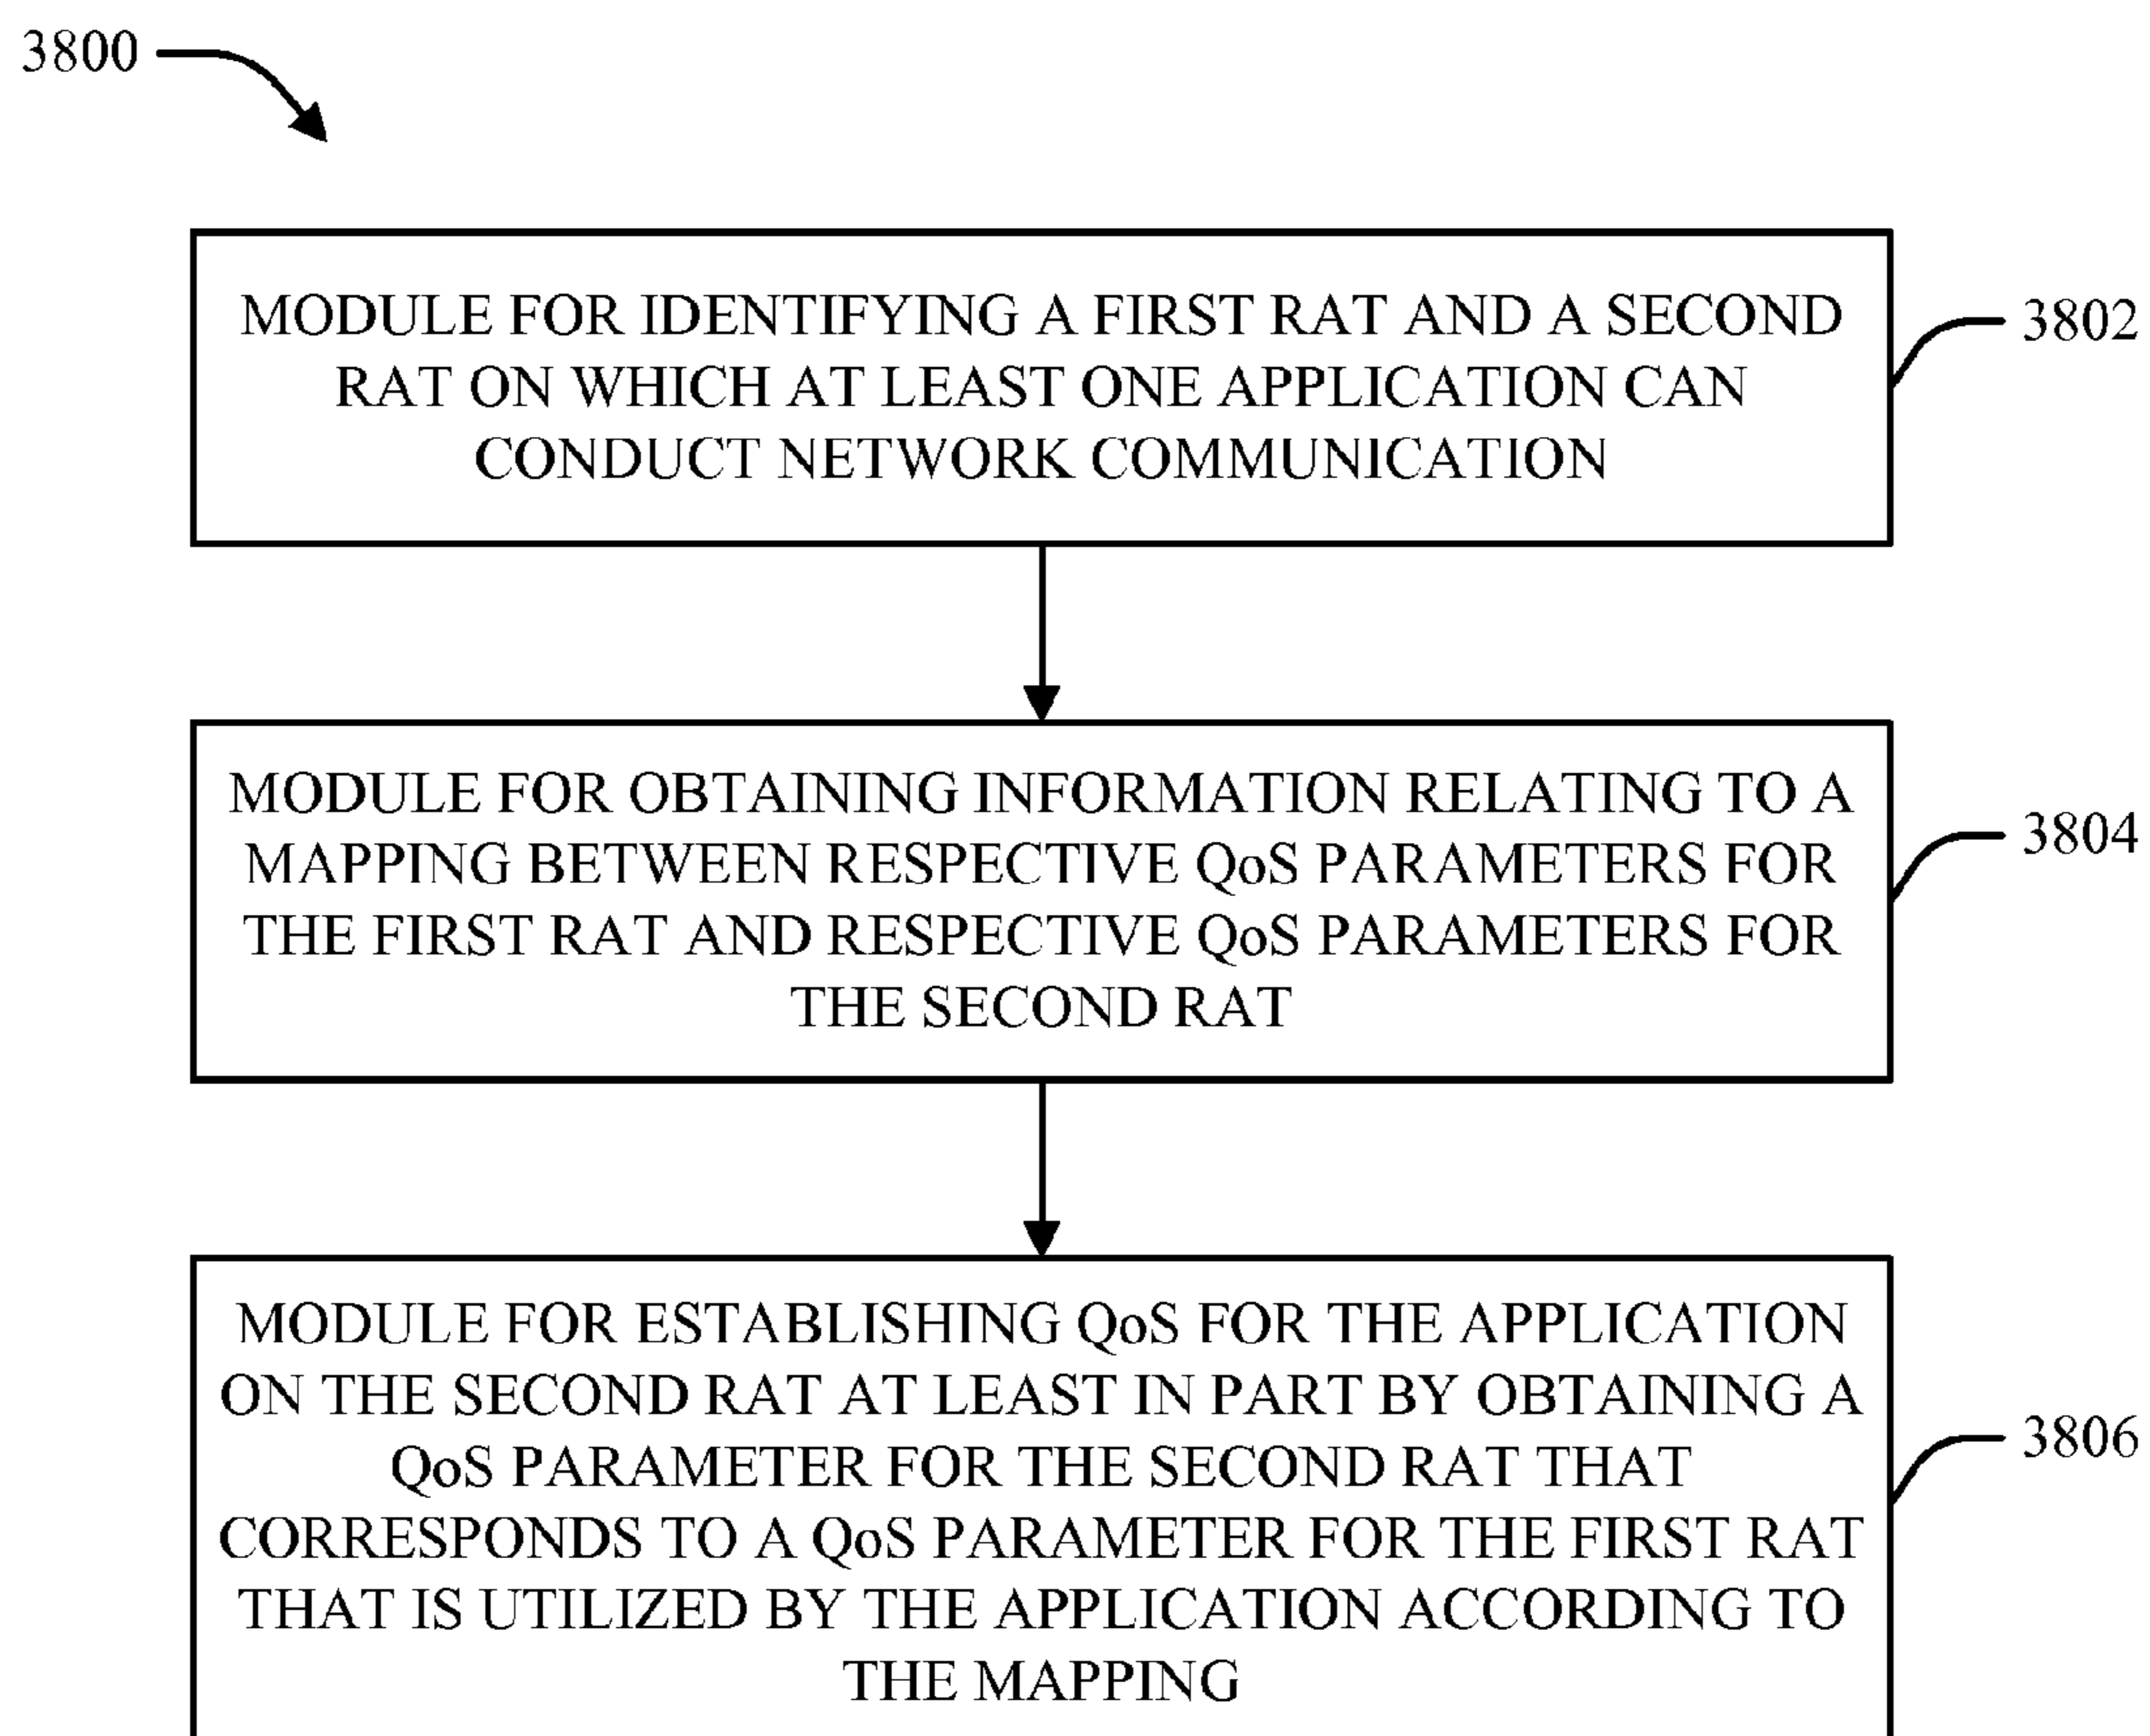 3800
MODULE FOR IDENTIFYING A FIRST RAT AND A SECOND
RAT ON WHICH AT LEAST ONE APPLICATION CAN
CONDUCT NETWORK COMMUNICATION
3802
MODULE FOR OBTAINING INFORMATION RELATING TO A
MAPPING BETWEEN RESPECTIVE QoS PARAMETERS FOR
THE FIRST RAT AND RESPECTIVE QoS PARAMETERS FOR
THE SECOND RAT
3804
MODULE FOR ESTABLISHING QoS FOR THE APPLICATION
ON THE SECOND RAT AT LEAST IN PART BY OBTAINING A
QoS PARAMETER FOR THE SECOND RAT THAT
CORRESPONDS TO A QoS PARAMETER FOR THE FIRST RAT
THAT IS UTILIZED BY THE APPLICATION ACCORDING TO
THE MAPPING
3806